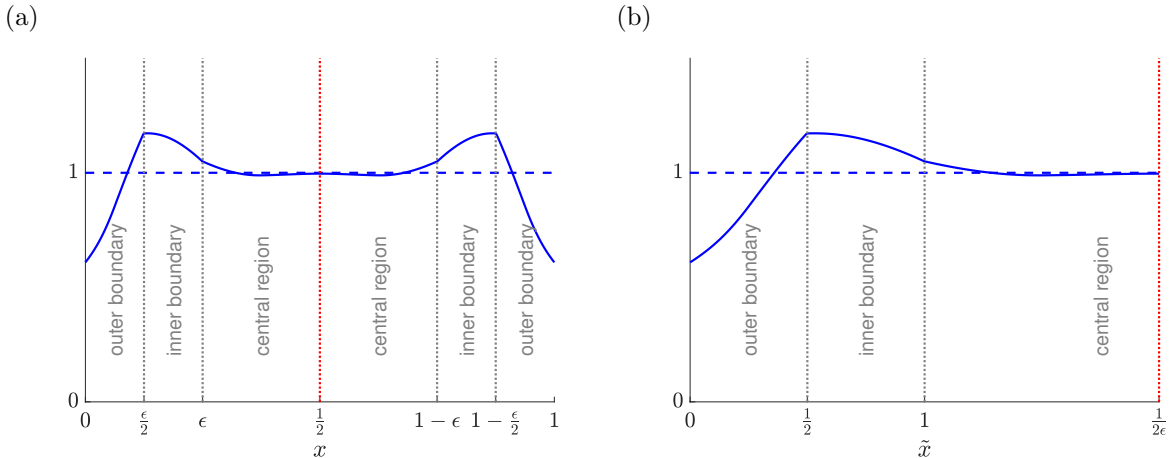 (a)
1
0
outer boundary
inner boundary
central region
central region
inner boundary
outer boundary
0
ϵ/2
ϵ
1/2
1 − ϵ
1 − ϵ/2
1
x
(b)
1
0
outer boundary
inner boundary
central region
0
1/2
1
1/2ϵ
x̃